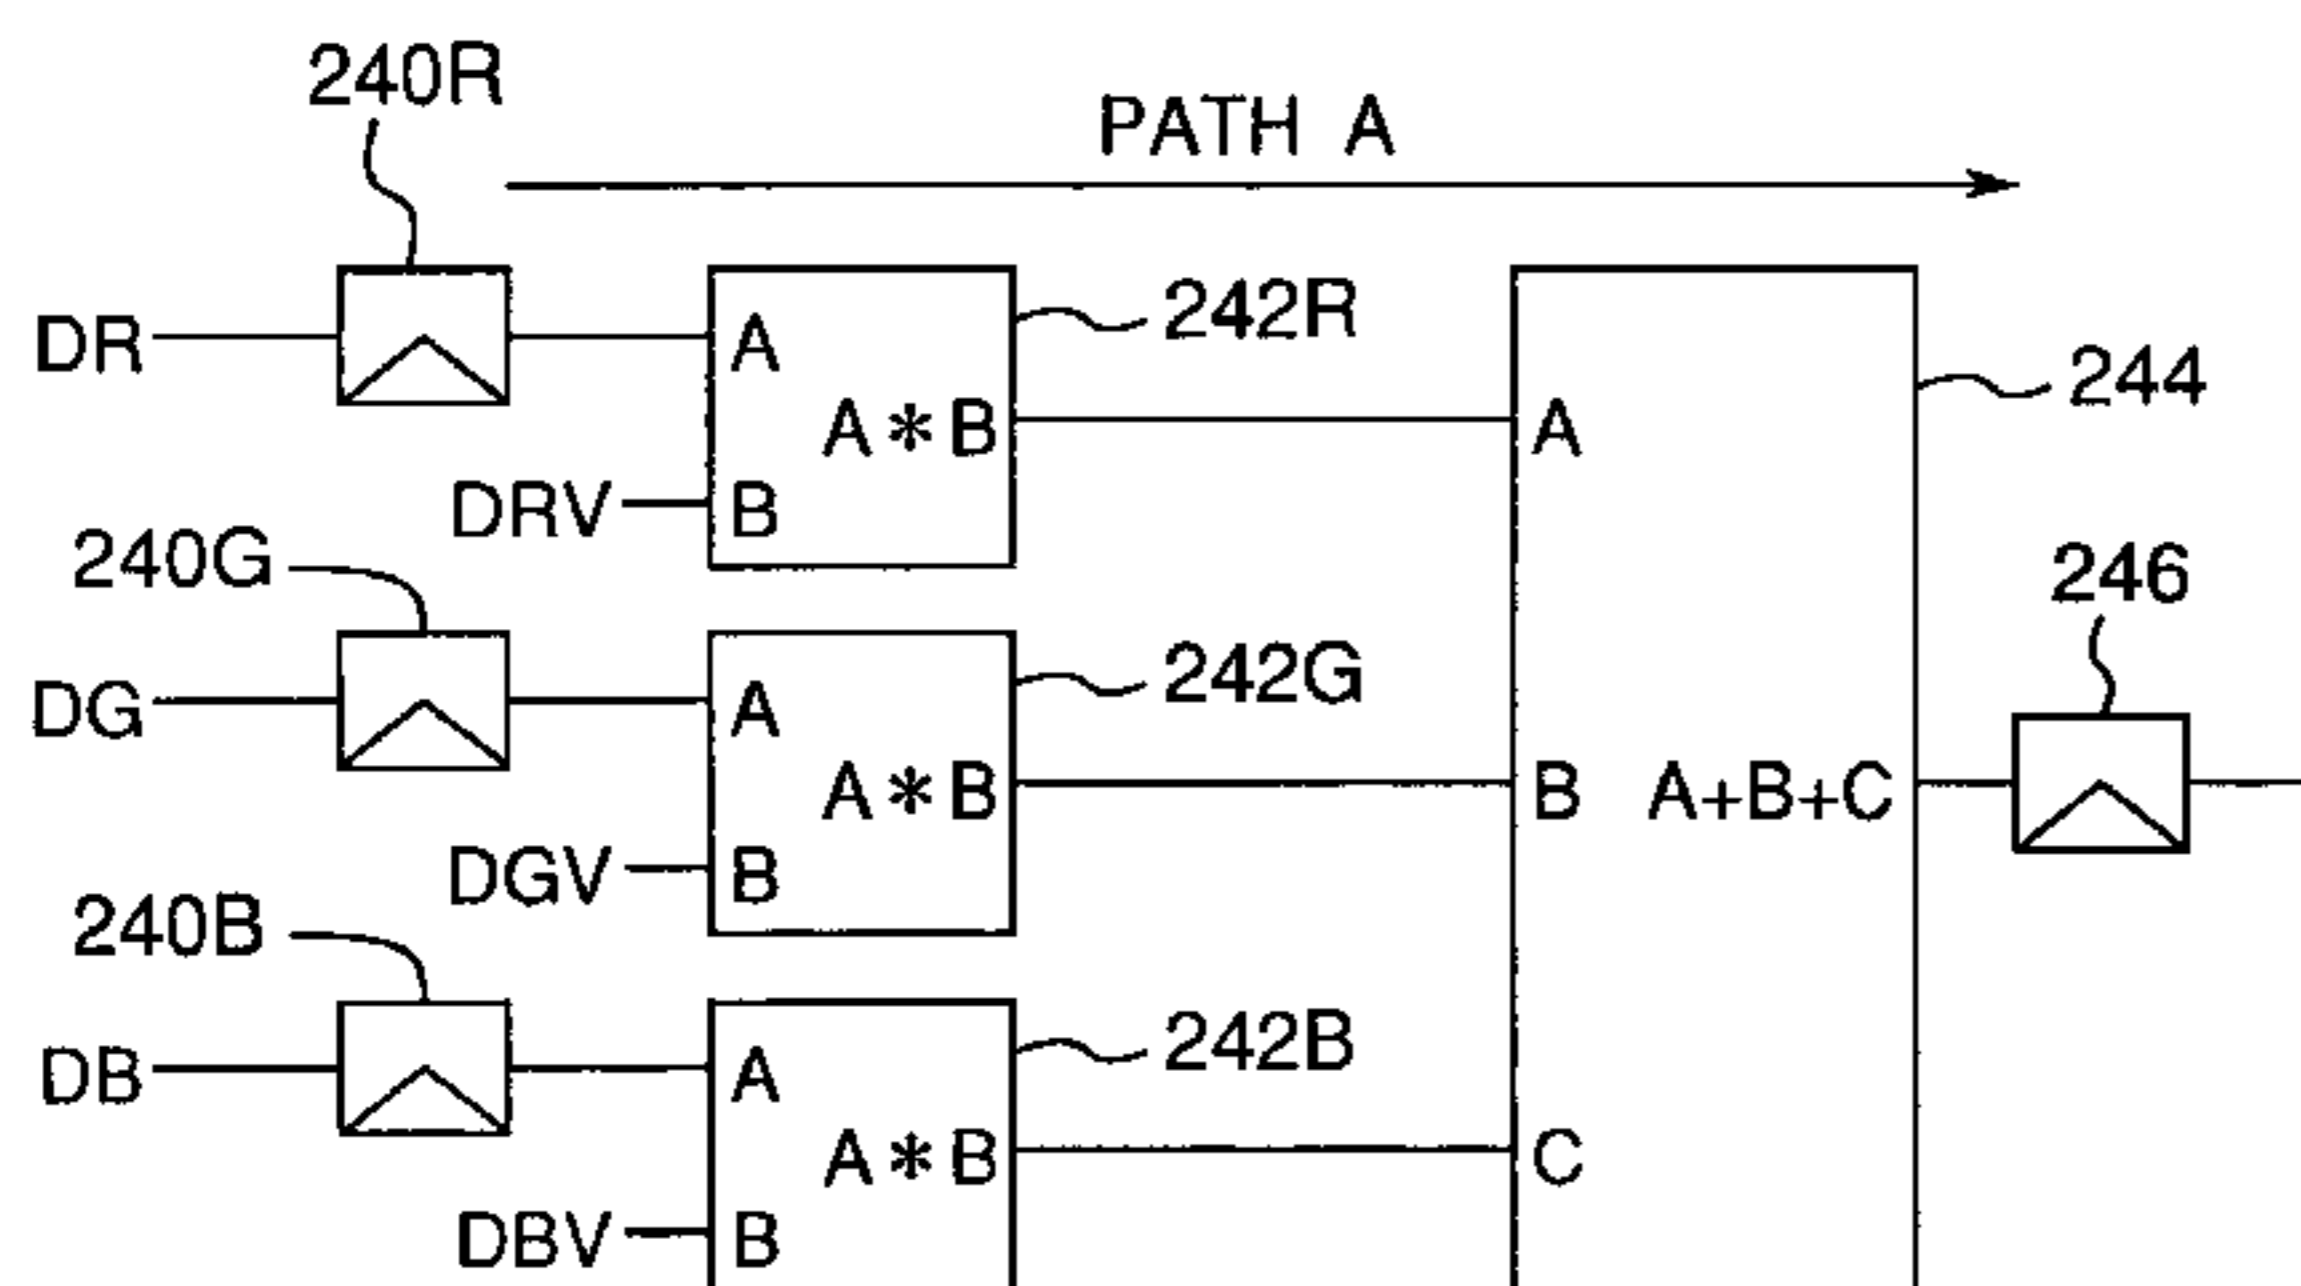 240R
PATH A
DR
A
242R
A*B
A
244
DRV
B
240G
246
DG
A
242G
A*B
B
A+B+C
DGV
B
240B
DB
A
242B
A*B
C
DBV
B